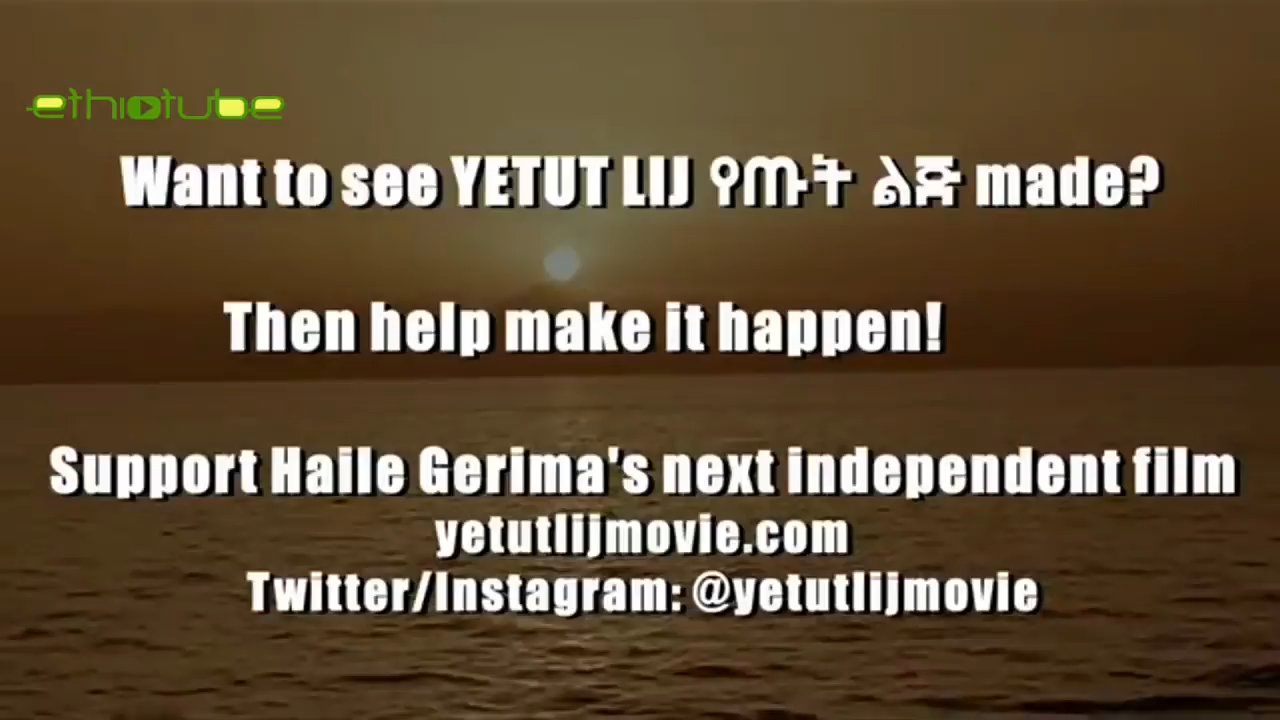 ethiotube
Want to see YETUT LIJ የጡት ልጅ made?
Then help make it happen!
Support Haile Gerima's next independent film
yetutlijmovie.com
Twitter/Instagram: @yetutlijmovie